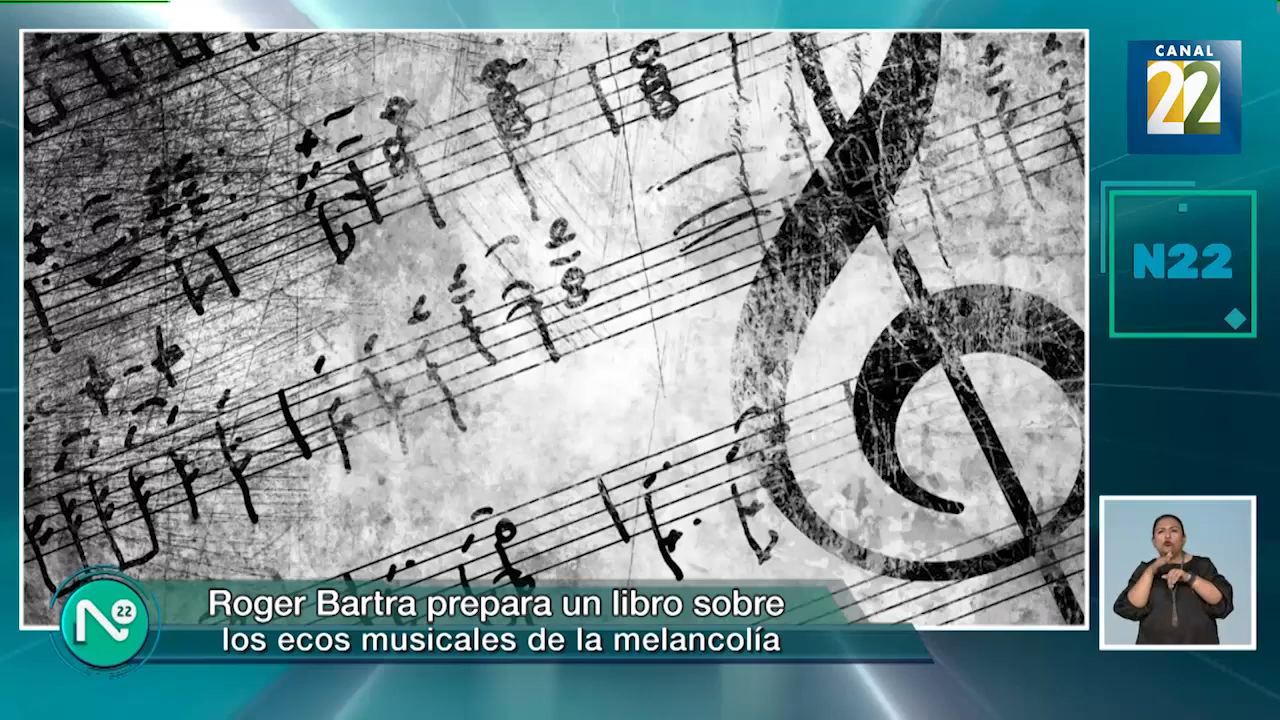 CANAL
22
N22
N 22
Roger Bartra prepara un libro sobre
los ecos musicales de la melancolía